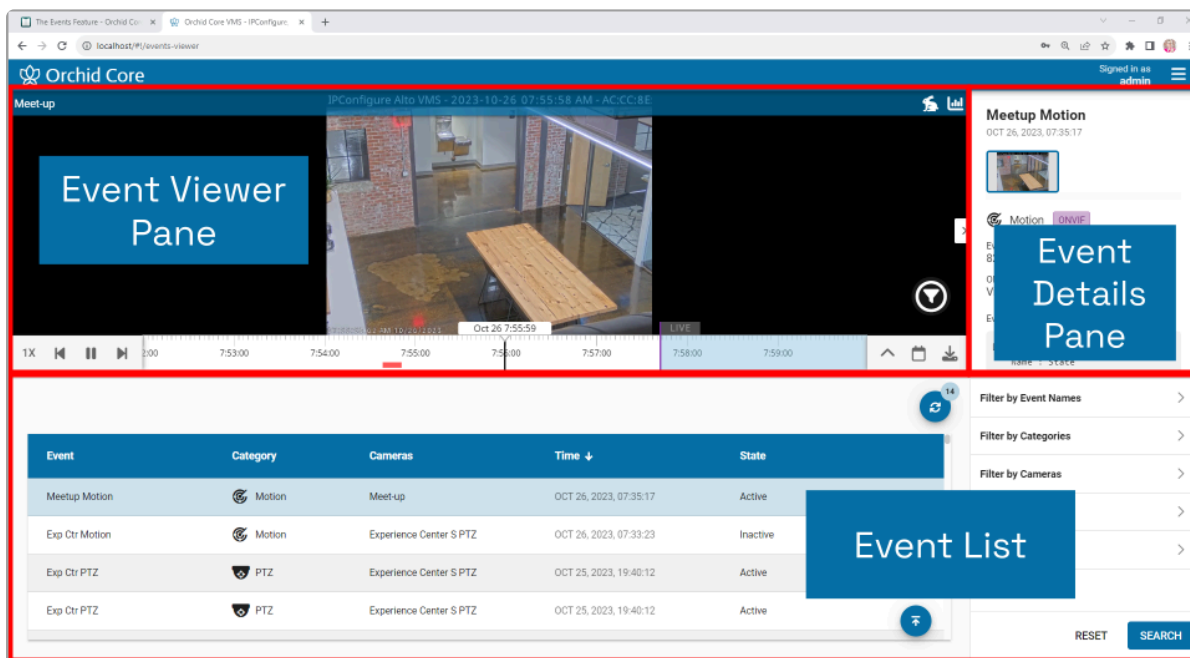 The Events Feature - Orchid Co
Orchid Core VMS - IPConfigure,
localhost/#!/events-viewer
Orchid Core
Signed in as
admin
Meet-up
IPConfigure Alto VMS - 2023-10-26 07:55:58 AM - AC:CC:8E
Event Viewer
Pane
Oct 26 7:55:59
LIVE
1X
2:00
7:53:00
7:54:00
7:55:00
7:56:00
7:57:00
7:58:00
7:59:00
Meetup Motion
OCT 26, 2023, 07:35:17
Motion
ONVIF
Event
Details
Pane
Name : State
14
Event
Category
Cameras
Time
State
Meetup Motion
Motion
Meet-up
OCT 26, 2023, 07:35:17
Active
Exp Ctr Motion
Motion
Experience Center S PTZ
OCT 26, 2023, 07:33:23
Inactive
Exp Ctr PTZ
PTZ
Experience Center S PTZ
OCT 25, 2023, 19:40:12
Active
Exp Ctr PTZ
PTZ
Experience Center S PTZ
OCT 25, 2023, 19:40:12
Active
Filter by Event Names
Filter by Categories
Filter by Cameras
Event List
RESET
SEARCH